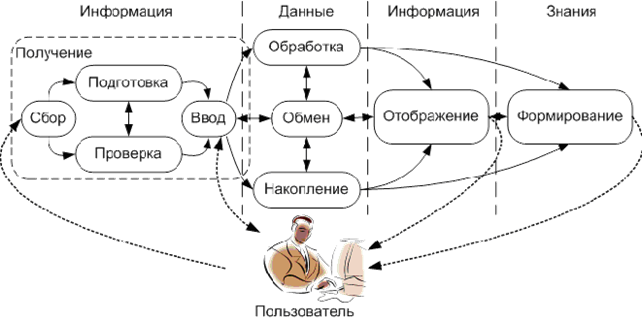 Информация
Данные
Информация
Знания
Получение
Обработка
Подготовка
Сбор
Ввод
Обмен
Отображение
Формирование
Проверка
Накопление
Пользователь